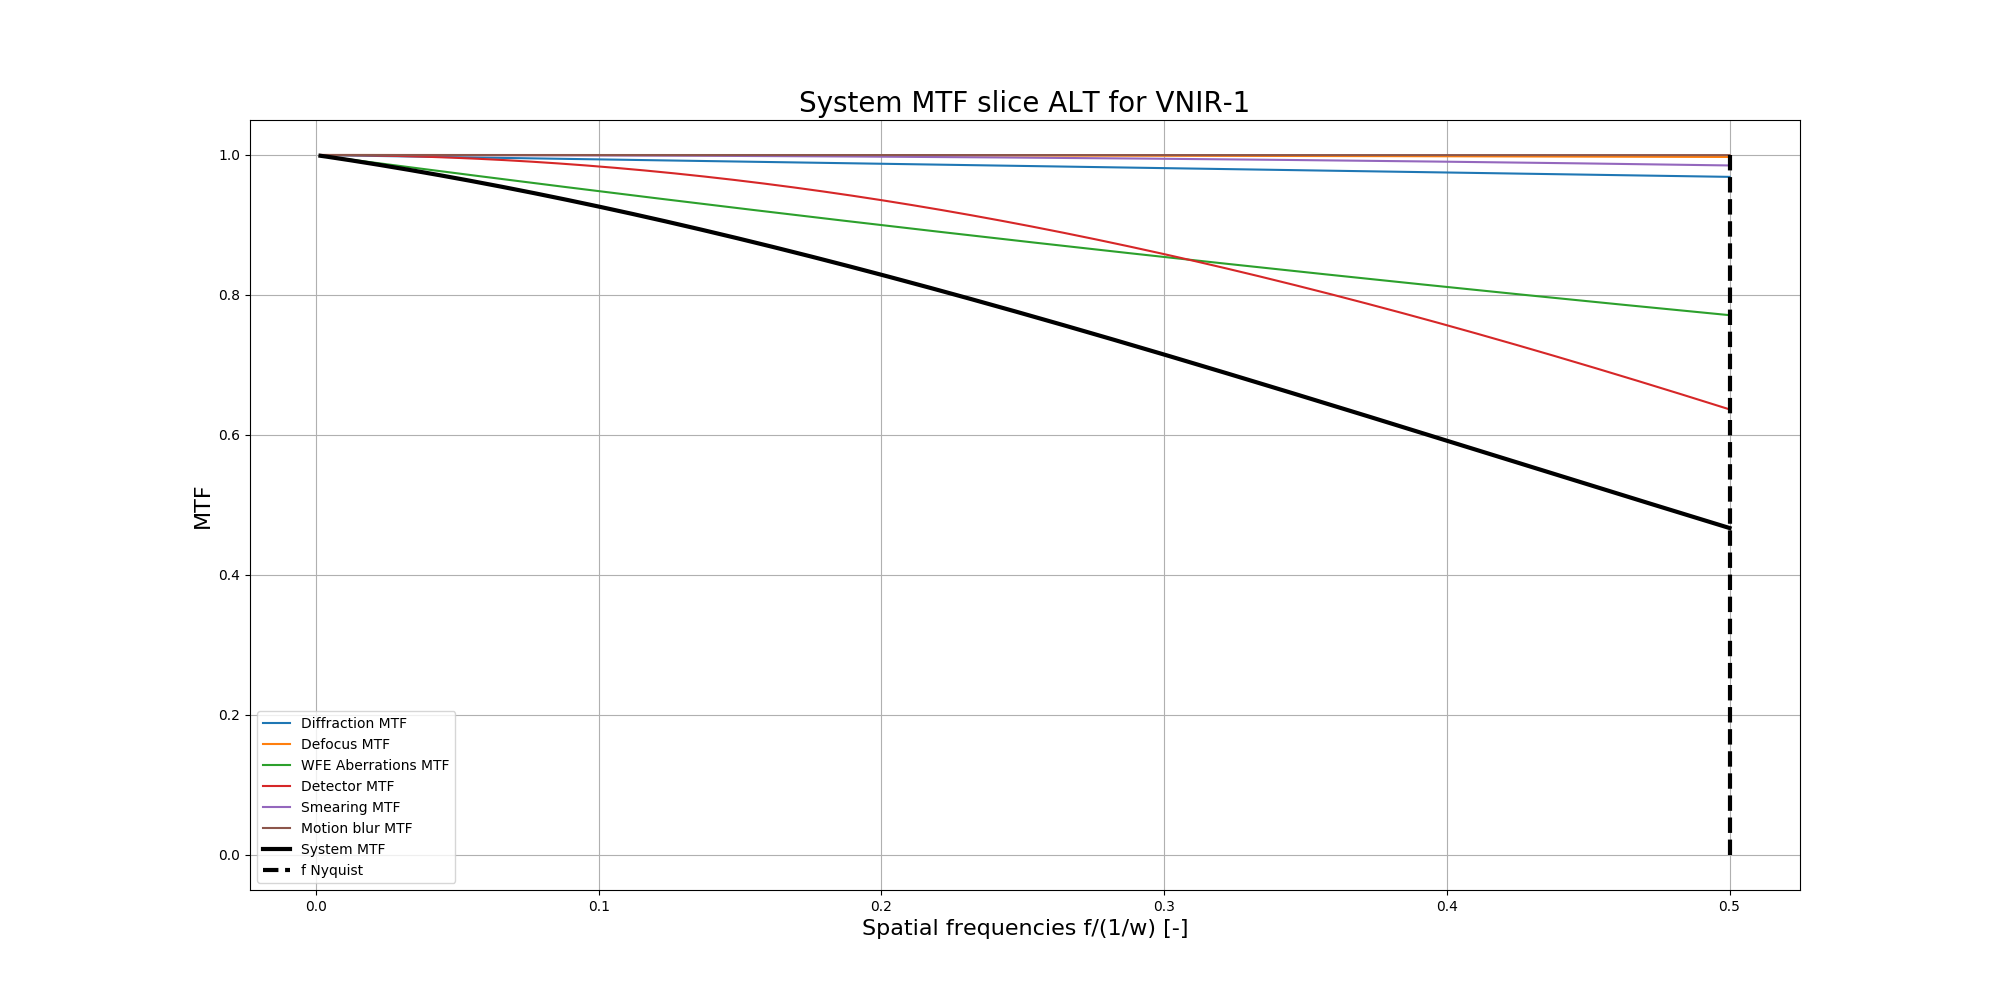 System MTF slice ALT for VNIR-1
1.0
0.8
0.6
0.4
0.2
0.0
MTF
Diffraction MTF
Defocus MTF
WFE Aberrations MTF
Detector MTF
Smearing MTF
Motion blur MTF
System MTF
f Nyquist
0.0 0.1 0.2 0.3 0.4 0.5
Spatial frequencies f/(1/w) [-]